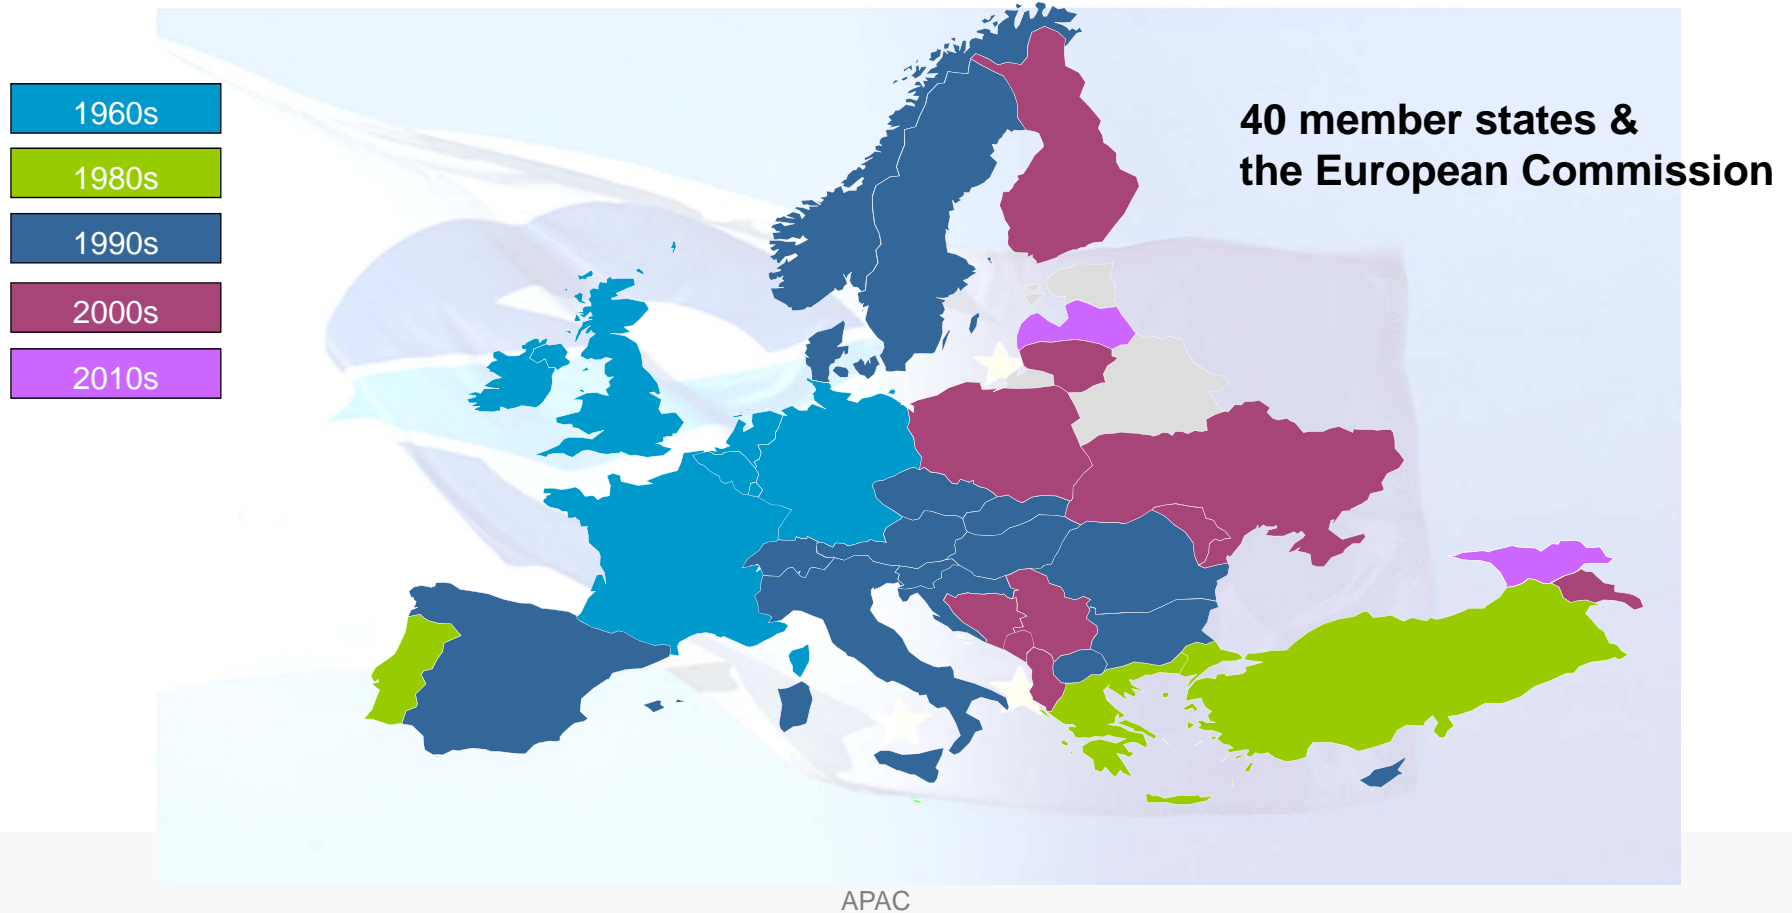 1960s
1980s
1990s
2000s
2010s
40 member states &
the European Commission
APAC